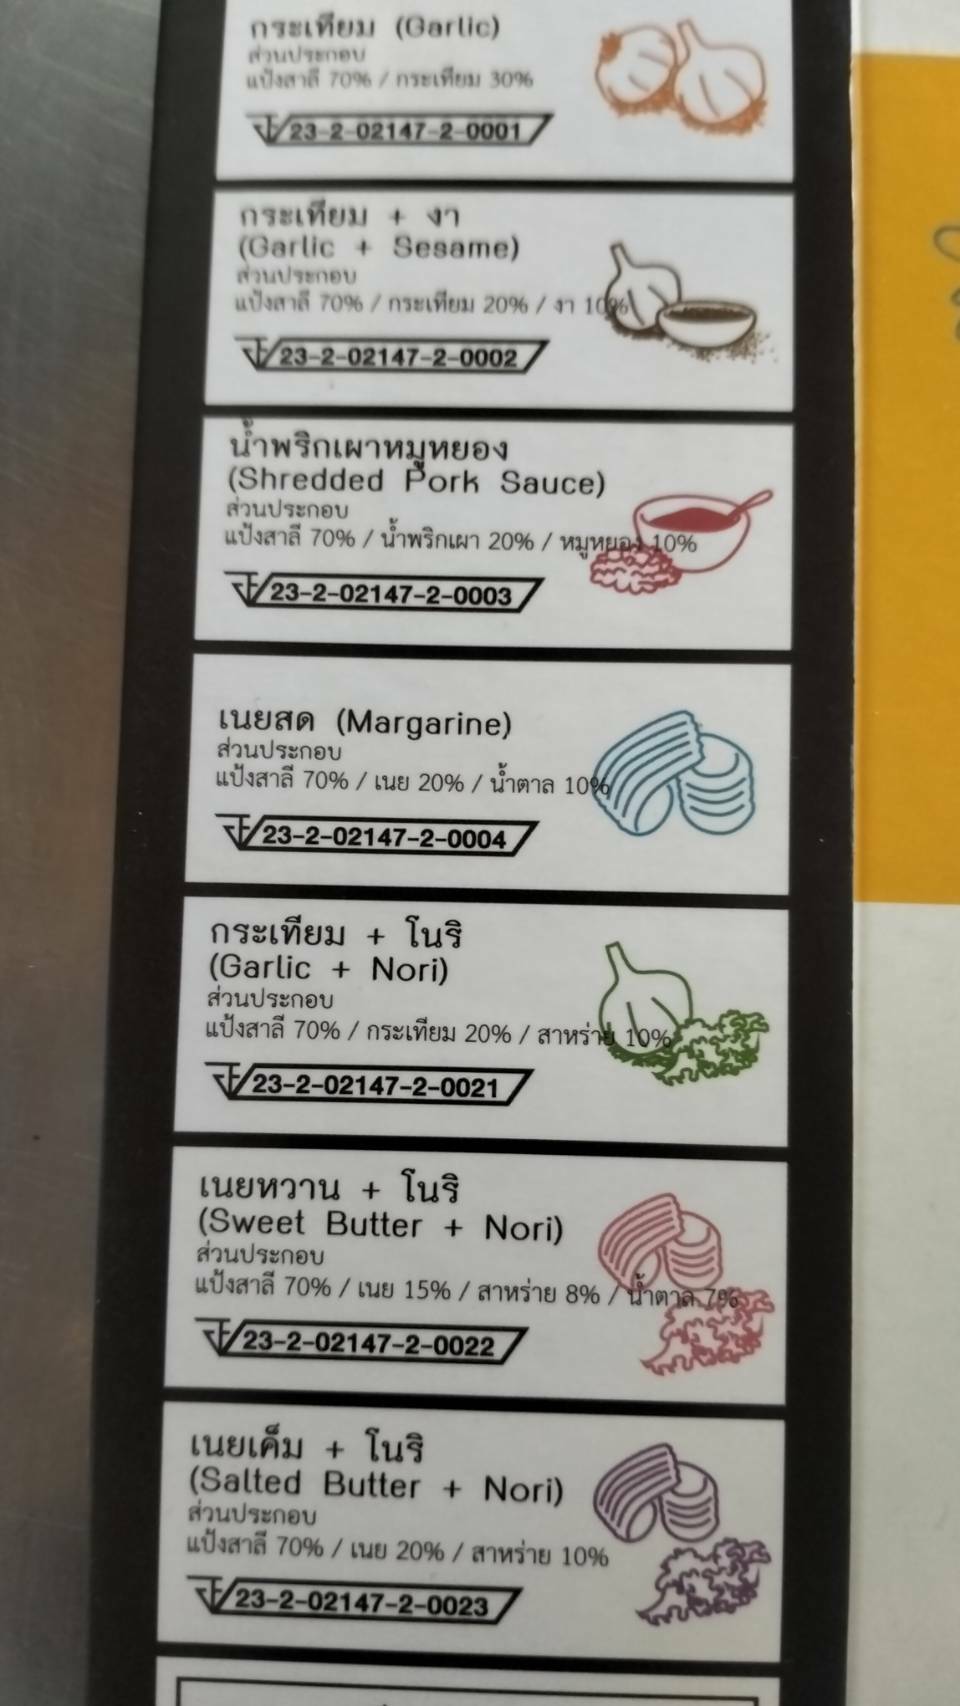 กระเทียม (Garlic)
ส่วนประกอบ
แป้งสาลี 70% / กระเทียม 30%
23-2-02147-2-0001
กระเทียม + งา
(Garlic + Sesame)
ส่วนประกอบ
แป้งสาลี 70% / กระเทียม 20% / งา 10%
23-2-02147-2-0002
น้ำพริกเผาหมูหยอง
(Shredded Pork Sauce)
ส่วนประกอบ
แป้งสาลี 70% / น้ำพริกเผา 20% / หมูหยอง 10%
23-2-02147-2-0003
เนยสด (Margarine)
ส่วนประกอบ
แป้งสาลี 70% / เนย 20% / น้ำตาล 10%
23-2-02147-2-0004
กระเทียม + โนริ
(Garlic + Nori)
ส่วนประกอบ
แป้งสาลี 70% / กระเทียม 20% / สาหร่าย 10%
23-2-02147-2-0021
เนยหวาน + โนริ
(Sweet Butter + Nori)
ส่วนประกอบ
แป้งสาลี 70% / เนย 15% / สาหร่าย 8% / น้ำตาล 7%
23-2-02147-2-0022
เนยเค็ม + โนริ
(Salted Butter + Nori)
ส่วนประกอบ
แป้งสาลี 70% / เนย 20% / สาหร่าย 10%
23-2-02147-2-0023